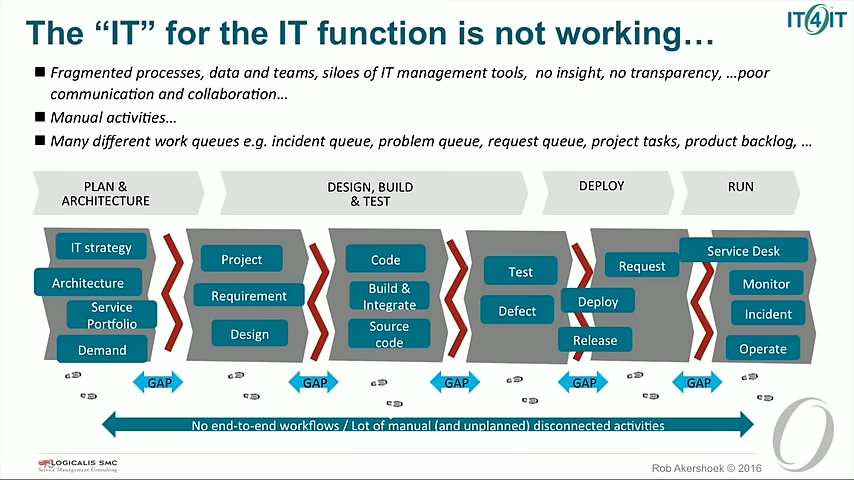 The “IT” for the IT function is not working…
IT4IT
Fragmented processes, data and teams, siloes of IT management tools, no insight, no transparency, …poor
communication and collaboration…
Manual activities…
Many different work queues e.g. incident queue, problem queue, request queue, project tasks, product backlog, …
PLAN &
ARCHITECTURE
DESIGN, BUILD
& TEST
DEPLOY
RUN
IT strategy
Architecture
Service
Portfolio
Demand
Project
Requirement
Design
Code
Build &
Integrate
Source
code
Test
Defect
Request
Deploy
Release
Service Desk
Monitor
Incident
Operate
GAP
GAP
GAP
GAP
GAP
No end-to-end workflows / Lot of manual (and unplanned) disconnected activities
LOGICALIS SMC
Service Management Consulting
Rob Akershoek © 2016